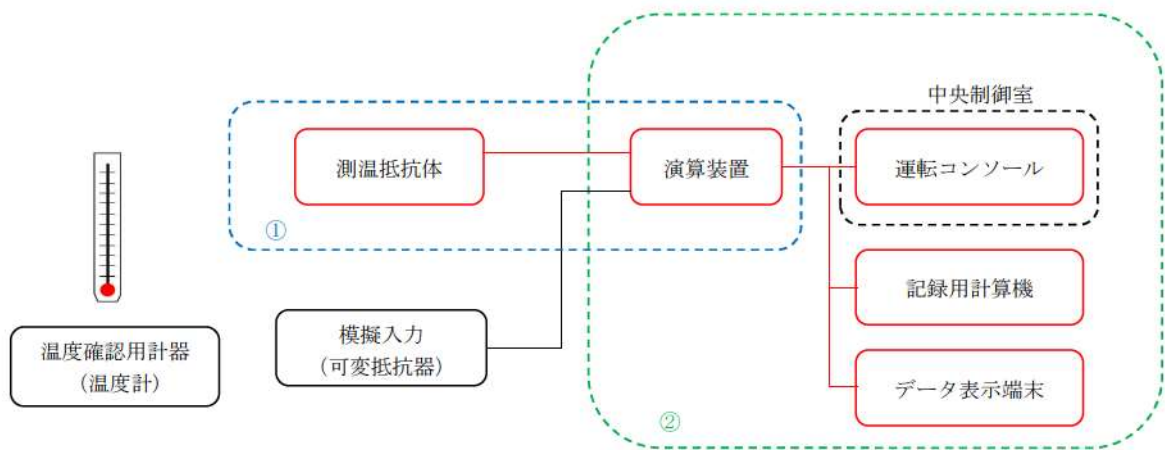 中央制御室
測温抵抗体
演算装置
運転コンソール
①
記録用計算機
模擬入力
（可変抵抗器）
温度確認用計器
（温度計）
データ表示端末
②